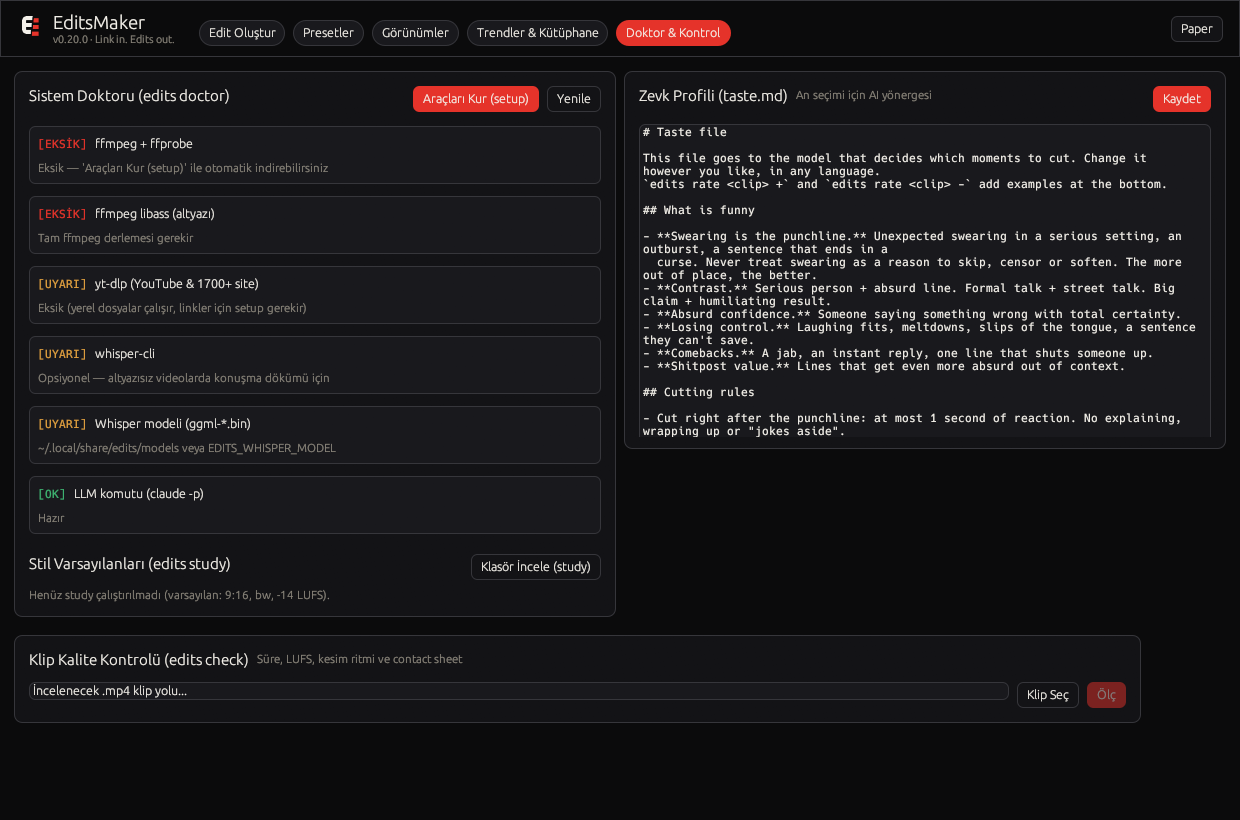 EditsMaker
v0.20.0 · Link in. Edits out.
Edit Oluştur
Presetler
Görünümler
Trendler & Kütüphane
Doktor & Kontrol
Paper
Sistem Doktoru (edits doctor)
Araçları Kur (setup)
Yenile
[EKSİK] ffmpeg + ffprobe
Eksik — 'Araçları Kur (setup)' ile otomatik indirebilirsiniz
[EKSİK] ffmpeg libass (altyazı)
Tam ffmpeg derlemesi gerekir
[UYARI] yt-dlp (YouTube & 1700+ site)
Eksik (yerel dosyalar çalışır, linkler için setup gerekir)
[UYARI] whisper-cli
Opsiyonel — altyazısız videolarda konuşma dökümü için
[UYARI] Whisper modeli (ggml-*.bin)
~/.local/share/edits/models veya EDITS_WHISPER_MODEL
[OK] LLM komutu (claude -p)
Hazır
Stil Varsayılanları (edits study)
Klasör İncele (study)
Henüz study çalıştırılmadı (varsayılan: 9:16, bw, -14 LUFS).
Zevk Profili (taste.md) An seçimi için AI yönergesi
Kaydet
# Taste file
This file goes to the model that decides which moments to cut. Change it
however you like, in any language.
`edits rate <clip> +` and `edits rate <clip> -` add examples at the bottom.
## What is funny
- **Swearing is the punchline.** Unexpected swearing in a serious setting, an
outburst, a sentence that ends in a
curse. Never treat swearing as a reason to skip, censor or soften. The more
out of place, the better.
- **Contrast.** Serious person + absurd line. Formal talk + street talk. Big
claim + humiliating result.
- **Absurd confidence.** Someone saying something wrong with total certainty.
- **Losing control.** Laughing fits, meltdowns, slips of the tongue, a sentence
they can't save.
- **Comebacks.** A jab, an instant reply, one line that shuts someone up.
- **Shitpost value.** Lines that get even more absurd out of context.
## Cutting rules
- Cut right after the punchline: at most 1 second of reaction. No explaining,
wrapping up or "jokes aside".
Klip Kalite Kontrolü (edits check) Süre, LUFS, kesim ritmi ve contact sheet
İncelenecek .mp4 klip yolu...
Klip Seç
Ölç